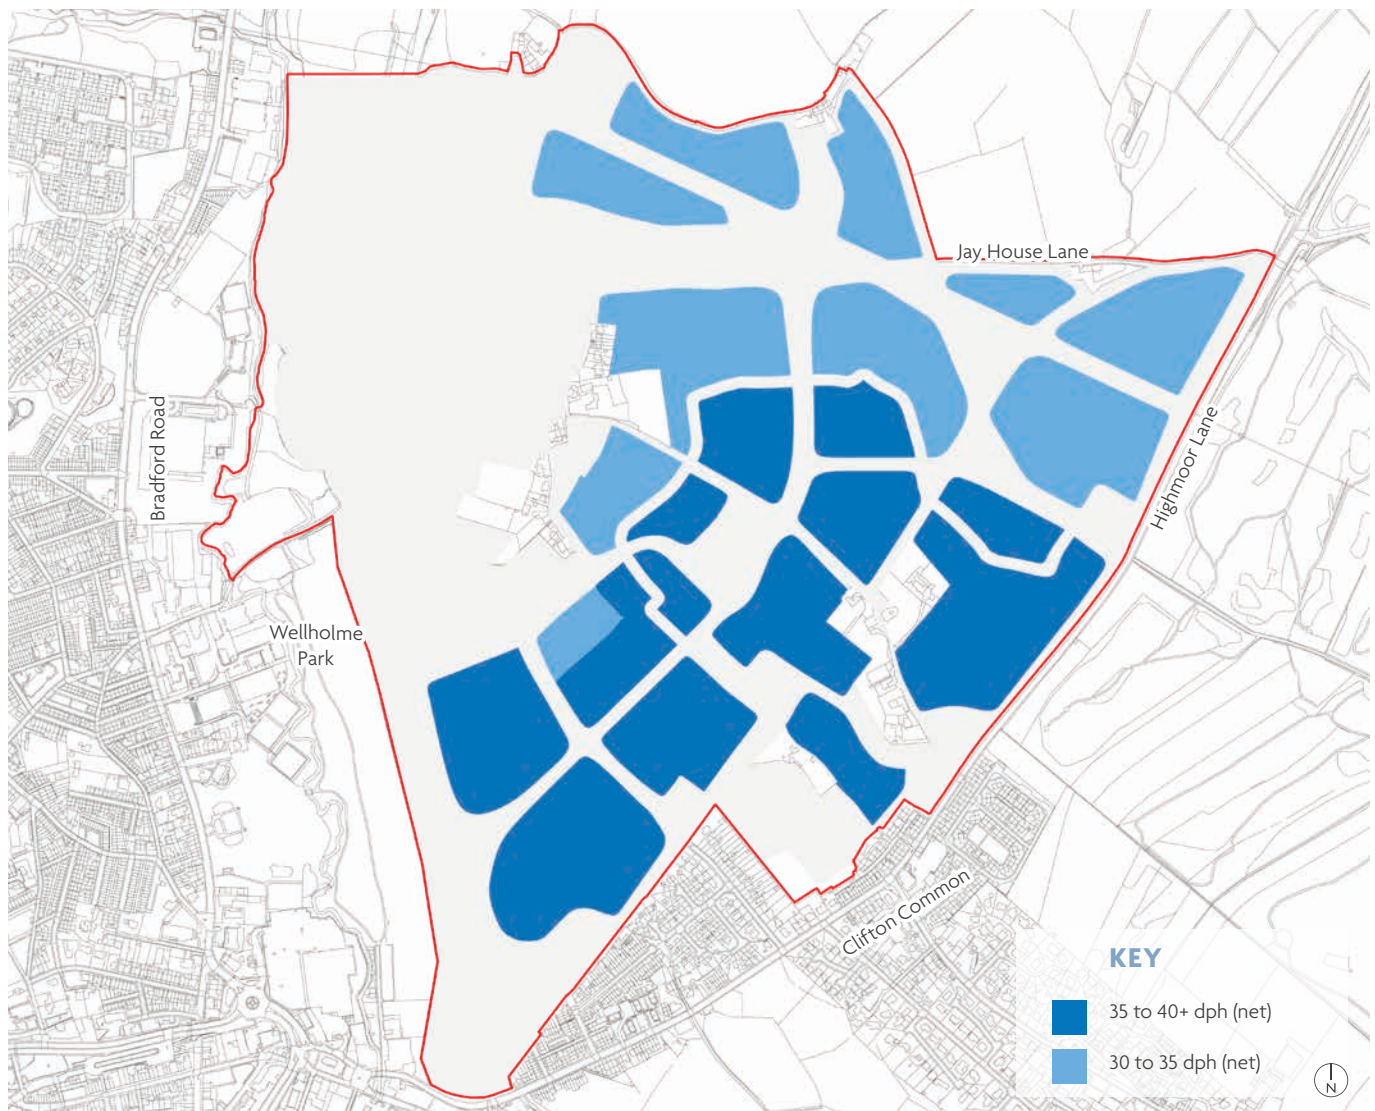 Jay House Lane
Bradford Road
Highmoor Lane
Wellholme
Park
Clifton Common
KEY
35 to 40+ dph (net)
30 to 35 dph (net)
N